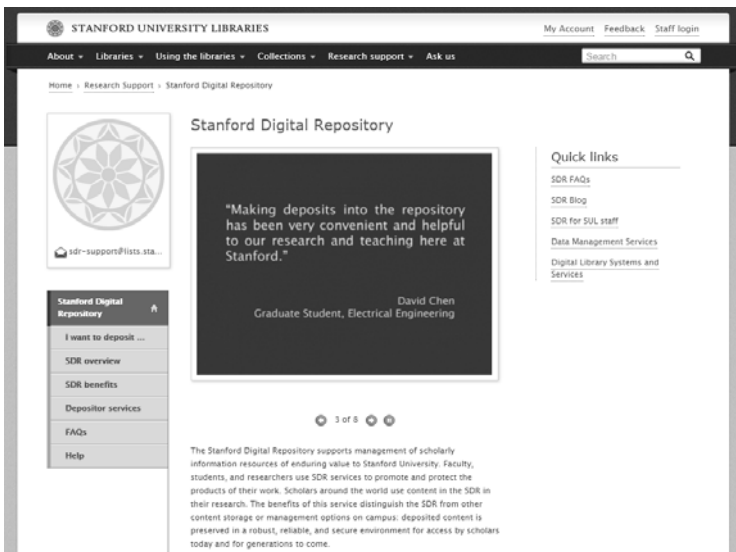 STANFORD UNIVERSITY LIBRARIES
My Account Feedback Staff login
About Libraries Using the libraries Collections Research support Ask us
Search
Home › Research Support › Stanford Digital Repository
Stanford Digital Repository
sdr-support@lists.sta...
Stanford Digital
Repository
I want to deposit ...
SDR overview
SDR benefits
Depositor services
FAQs
Help
“Making deposits into the repository
has been very convenient and helpful
to our research and teaching here at
Stanford.”
David Chen
Graduate Student, Electrical Engineering
3 of 8
The Stanford Digital Repository supports management of scholarly
information resources of enduring value to Stanford University. Faculty,
students, and researchers use SDR services to promote and protect the
products of their work. Scholars around the world use content in the SDR in
their research. The benefits of this service distinguish the SDR from other
content storage or management options on campus: deposited content is
preserved in a robust, reliable, and secure environment for access by scholars
today and for generations to come.
Quick links
SDR FAQs
SDR Blog
SDR for SUL staff
Data Management Services
Digital Library Systems and
Services